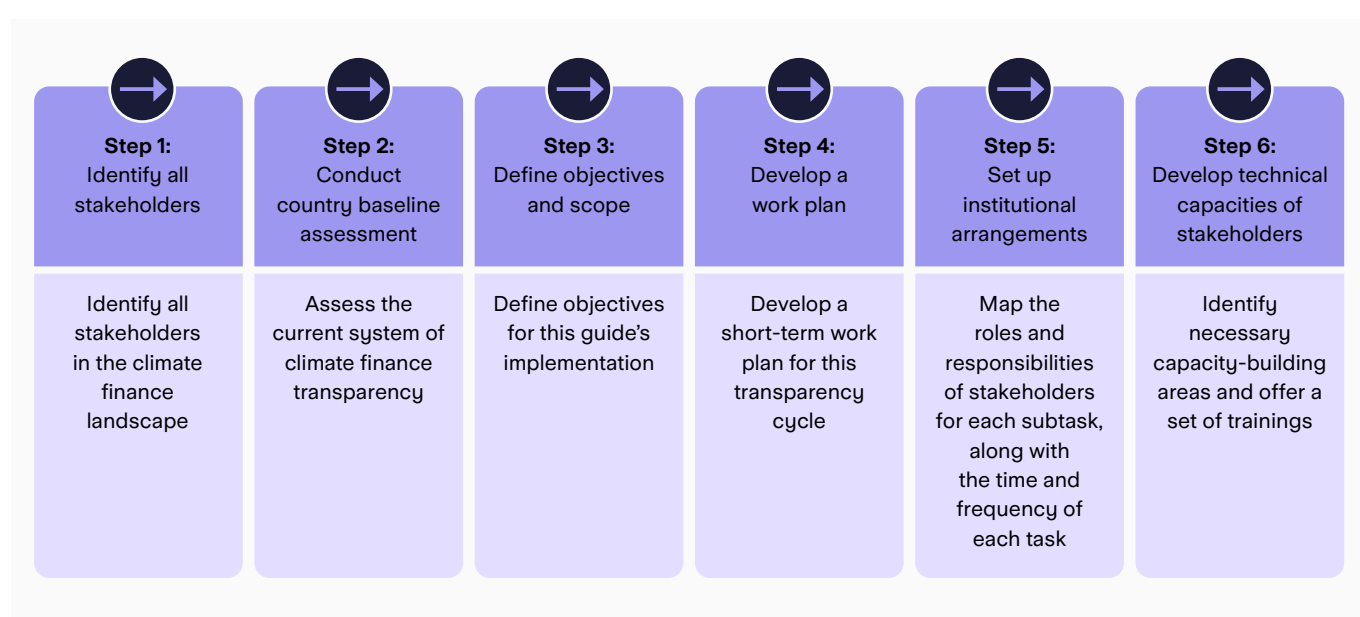 Step 1:
Identify all
stakeholders
Identify all
stakeholders
in the climate
finance
landscape
Step 2:
Conduct
country baseline
assessment
Assess the
current system of
climate finance
transparency
Step 3:
Define objectives
and scope
Define objectives
for this guide’s
implementation
Step 4:
Develop a
work plan
Develop a
short-term work
plan for this
transparency
cycle
Step 5:
Set up
institutional
arrangements
Map the
roles and
responsibilities
of stakeholders
for each subtask,
along with
the time and
frequency of
each task
Step 6:
Develop technical
capacities of
stakeholders
Identify
necessary
capacity-building
areas and offer a
set of trainings